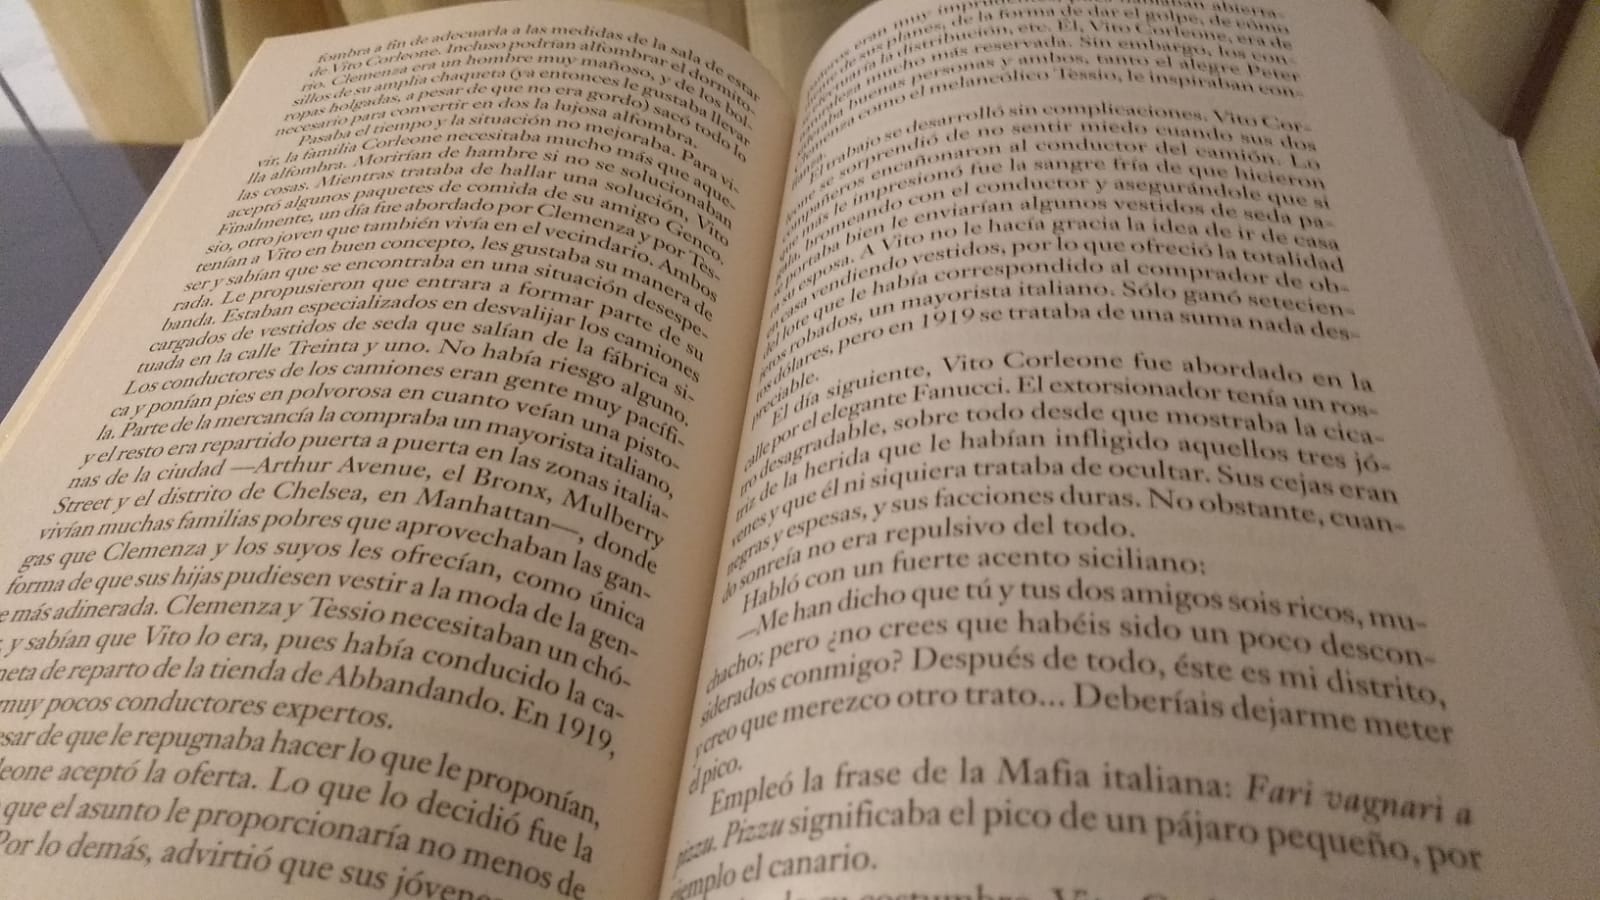 fombra a fin de adecuarla a las medidas de la sala de estar
de Vito Corleone. Incluso podrían alfombrar el dormito-
rio. Clemenza era un hombre muy mañoso, y de los bol-
sillos de su amplia chaqueta (ya entonces le gustaba llevar
ropas holgadas, a pesar de que no era gordo) sacó todo lo
necesario para convertir en dos la lujosa alfombra.
Pasaba el tiempo y la situación no mejoraba. Para vi-
vir, la familia Corleone necesitaba mucho más que aque-
lla alfombra. Morirían de hambre si no se solucionaban
las cosas. Mientras trataba de hallar una solución, Vito
aceptó algunos paquetes de comida de su amigo Genco.
Finalmente, un día fue abordado por Clemenza y por Tes-
sio, otro joven que también vivía en el vecindario. Ambos
tenían a Vito en buen concepto, les gustaba su manera de
ser y sabían que se encontraba en una situación desespe-
rada. Le propusieron que entrara a formar parte de su
banda. Estaban especializados en desvalijar los camiones
cargados de vestidos de seda que salían de la fábrica si-
tuada en la calle Treinta y uno. No había riesgo alguno.
Los conductores de los camiones eran gente muy pacífi-
ca y ponían pies en polvorosa en cuanto veían una pisto-
la. Parte de la mercancía la compraba un mayorista italiano,
y el resto era repartido puerta a puerta en las zonas italia-
nas de la ciudad —Arthur Avenue, el Bronx, Mulberry
Street y el distrito de Chelsea, en Manhattan—, donde
vivían muchas familias pobres que aprovechaban las gan-
gas que Clemenza y los suyos les ofrecían, como única
forma de que sus hijas pudiesen vestir a la moda de la gen-
e más adinerada. Clemenza y Tessio necesitaban un chó-
y sabían que Vito lo era, pues había conducido la ca-
neta de reparto de la tienda de Abbandando. En 1919,
muy pocos conductores expertos.
esar de que le repugnaba hacer lo que le proponían,
leone aceptó la oferta. Lo que lo decidió fue la
que el asunto le proporcionaría no menos de
Por lo demás, advirtió que sus jóvene
eran muy imprudentes, pues hablaban abierta-
de sus planes, de la forma de dar el golpe, de cómo
efectuaría la distribución, etc. Él, Vito Corleone, era de
mucho más reservada. Sin embargo, los con-
buenas personas y ambos, tanto el alegre Peter
Clemenza como el melancólico Tessio, le inspiraban con-
fianza.
El trabajo se desarrolló sin complicaciones. Vito Cor-
leone se sorprendió de no sentir miedo cuando sus dos
compañeros encañonaron al conductor del camión. Lo
que más le impresionó fue la sangre fría de que hicieron
gala, bromeando con el conductor y asegurándole que si
se portaba bien le enviarían algunos vestidos de seda pa-
ra su esposa. A Vito no le hacía gracia la idea de ir de casa
en casa vendiendo vestidos, por lo que ofreció la totalidad
del lote que le había correspondido al comprador de ob-
jetos robados, un mayorista italiano. Sólo ganó setecien-
tos dólares, pero en 1919 se trataba de una suma nada des-
preciable.
El día siguiente, Vito Corleone fue abordado en la
calle por el elegante Fanucci. El extorsionador tenía un ros-
tro desagradable, sobre todo desde que mostraba la cica-
triz de la herida que le habían infligido aquellos tres jó-
venes y que él ni siquiera trataba de ocultar. Sus cejas eran
negras y espesas, y sus facciones duras. No obstante, cuan-
do sonreía no era repulsivo del todo.
Habló con un fuerte acento siciliano:
—Me han dicho que tú y tus dos amigos sois ricos, mu-
chacho; pero ¿no crees que habéis sido un poco descon-
siderados conmigo? Después de todo, éste es mi distrito,
y creo que merezco otro trato... Deberíais dejarme meter
el pico.
Empleó la frase de la Mafia italiana: Fari vagnari a
pizzu. Pizzu significaba el pico de un pájaro pequeño, por
ejemplo el canario.